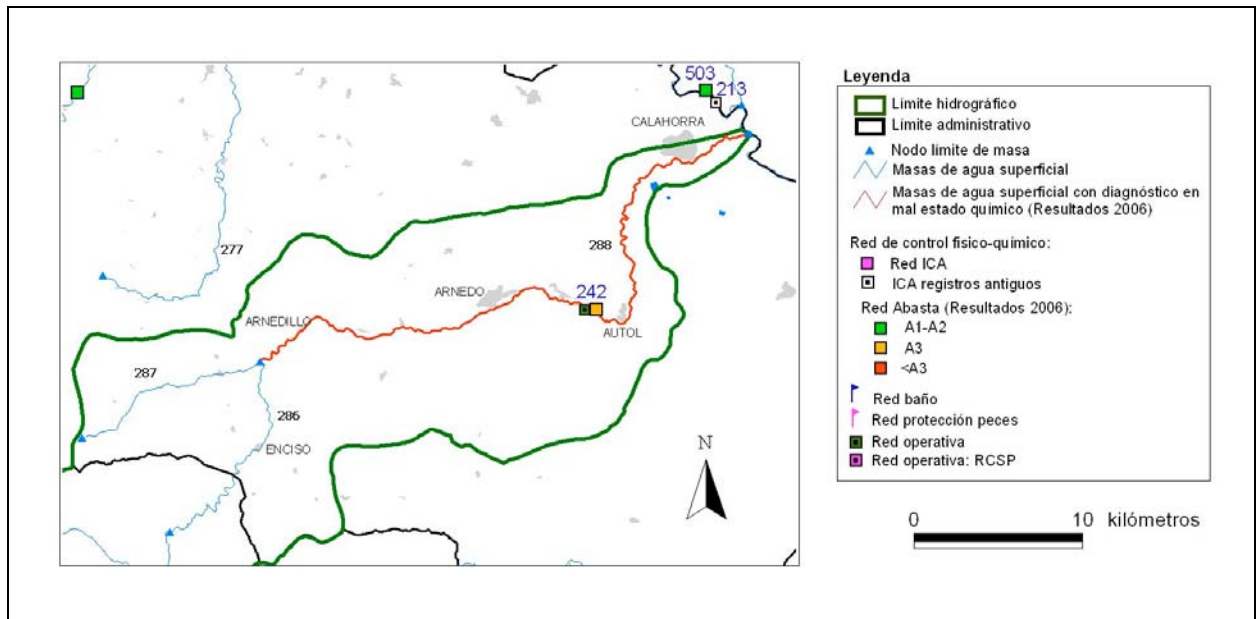 503
213
CALAHORRA
277
288
ARNEDO
242
ARNEDILLO
AUTOL
287
286
ENCISO
N
Leyenda
Límite hidrográfico
Límite administrativo
Nodo límite de masa
Masas de agua superficial
Masas de agua superficial con diagnóstico en
mal estado químico (Resultados 2006)
Red de control físico-químico:
Red ICA
ICA registros antiguos
Red Abasta (Resultados 2006):
A1-A2
A3
<A3
Red baño
Red protección peces
Red operativa
Red operativa: RCSP
0 10 kilómetros